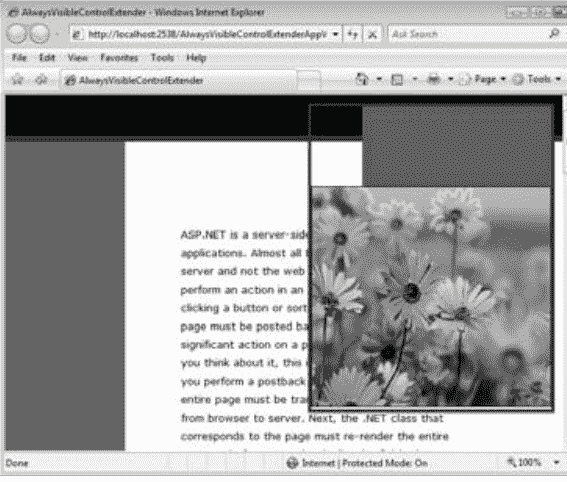 AlwaysVisibleControlExtender - Windows Internet Explorer
http://localhost:2538/AlwaysVisibleControlExtenderAppV
Ask Search
File Edit View Favorites Tools Help
AlwaysVisibleControlExtender
Page Tools
ASP.NET is a server-side
applications. Almost all
server and not the web
perform an action in an
clicking a button or sort
page must be posted ba
significant action on a p
you think about it, this
you perform a postback
entire page must be tra
from browser to server. Next, the .NET class that
corresponds to the page must re-render the entire
Done
Internet | Protected Mode: On
100%